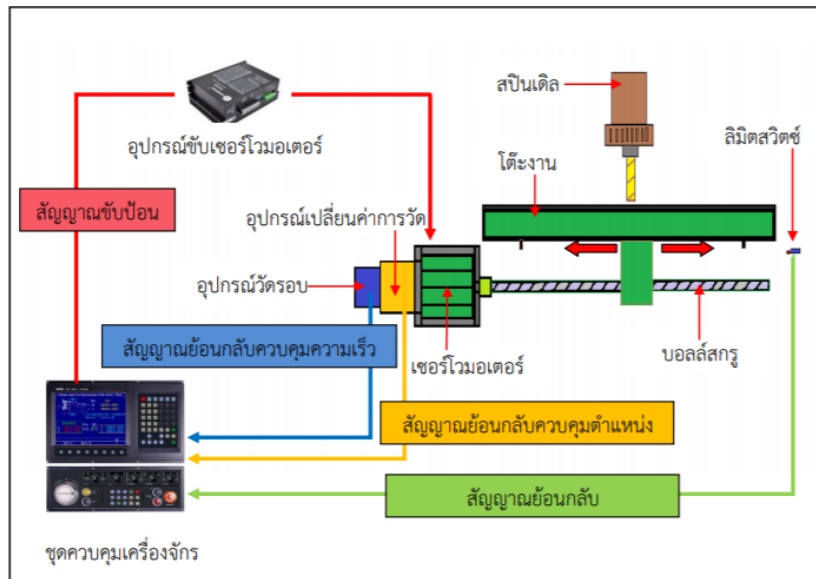 สปินเดิล
ลิมิตสวิตซ์
อุปกรณ์ขับเซอร์โวมอเตอร์
โต๊ะงาน
สัญญาณขับป้อน
อุปกรณ์เปลี่ยนค่าการวัด
อุปกรณ์วัดรอบ
สัญญาณย้อนกลับควบคุมความเร็ว
เซอร์โวมอเตอร์
บอลล์สกรู
สัญญาณย้อนกลับควบคุมตำแหน่ง
สัญญาณย้อนกลับ
ชุดควบคุมเครื่องจักร